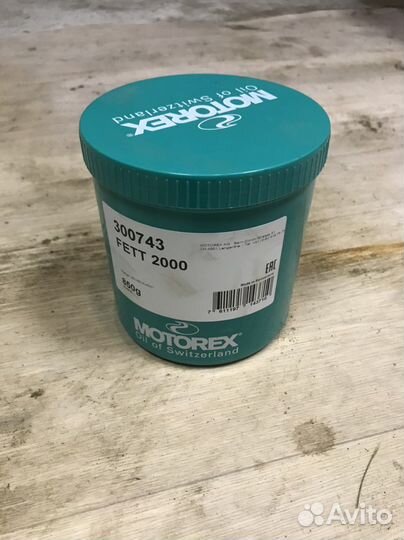 MOTOREX
Oil of Switzerland
300743
FETT 2000
850g
EAC
MOTOREX
Oil of Switzerland
Avito